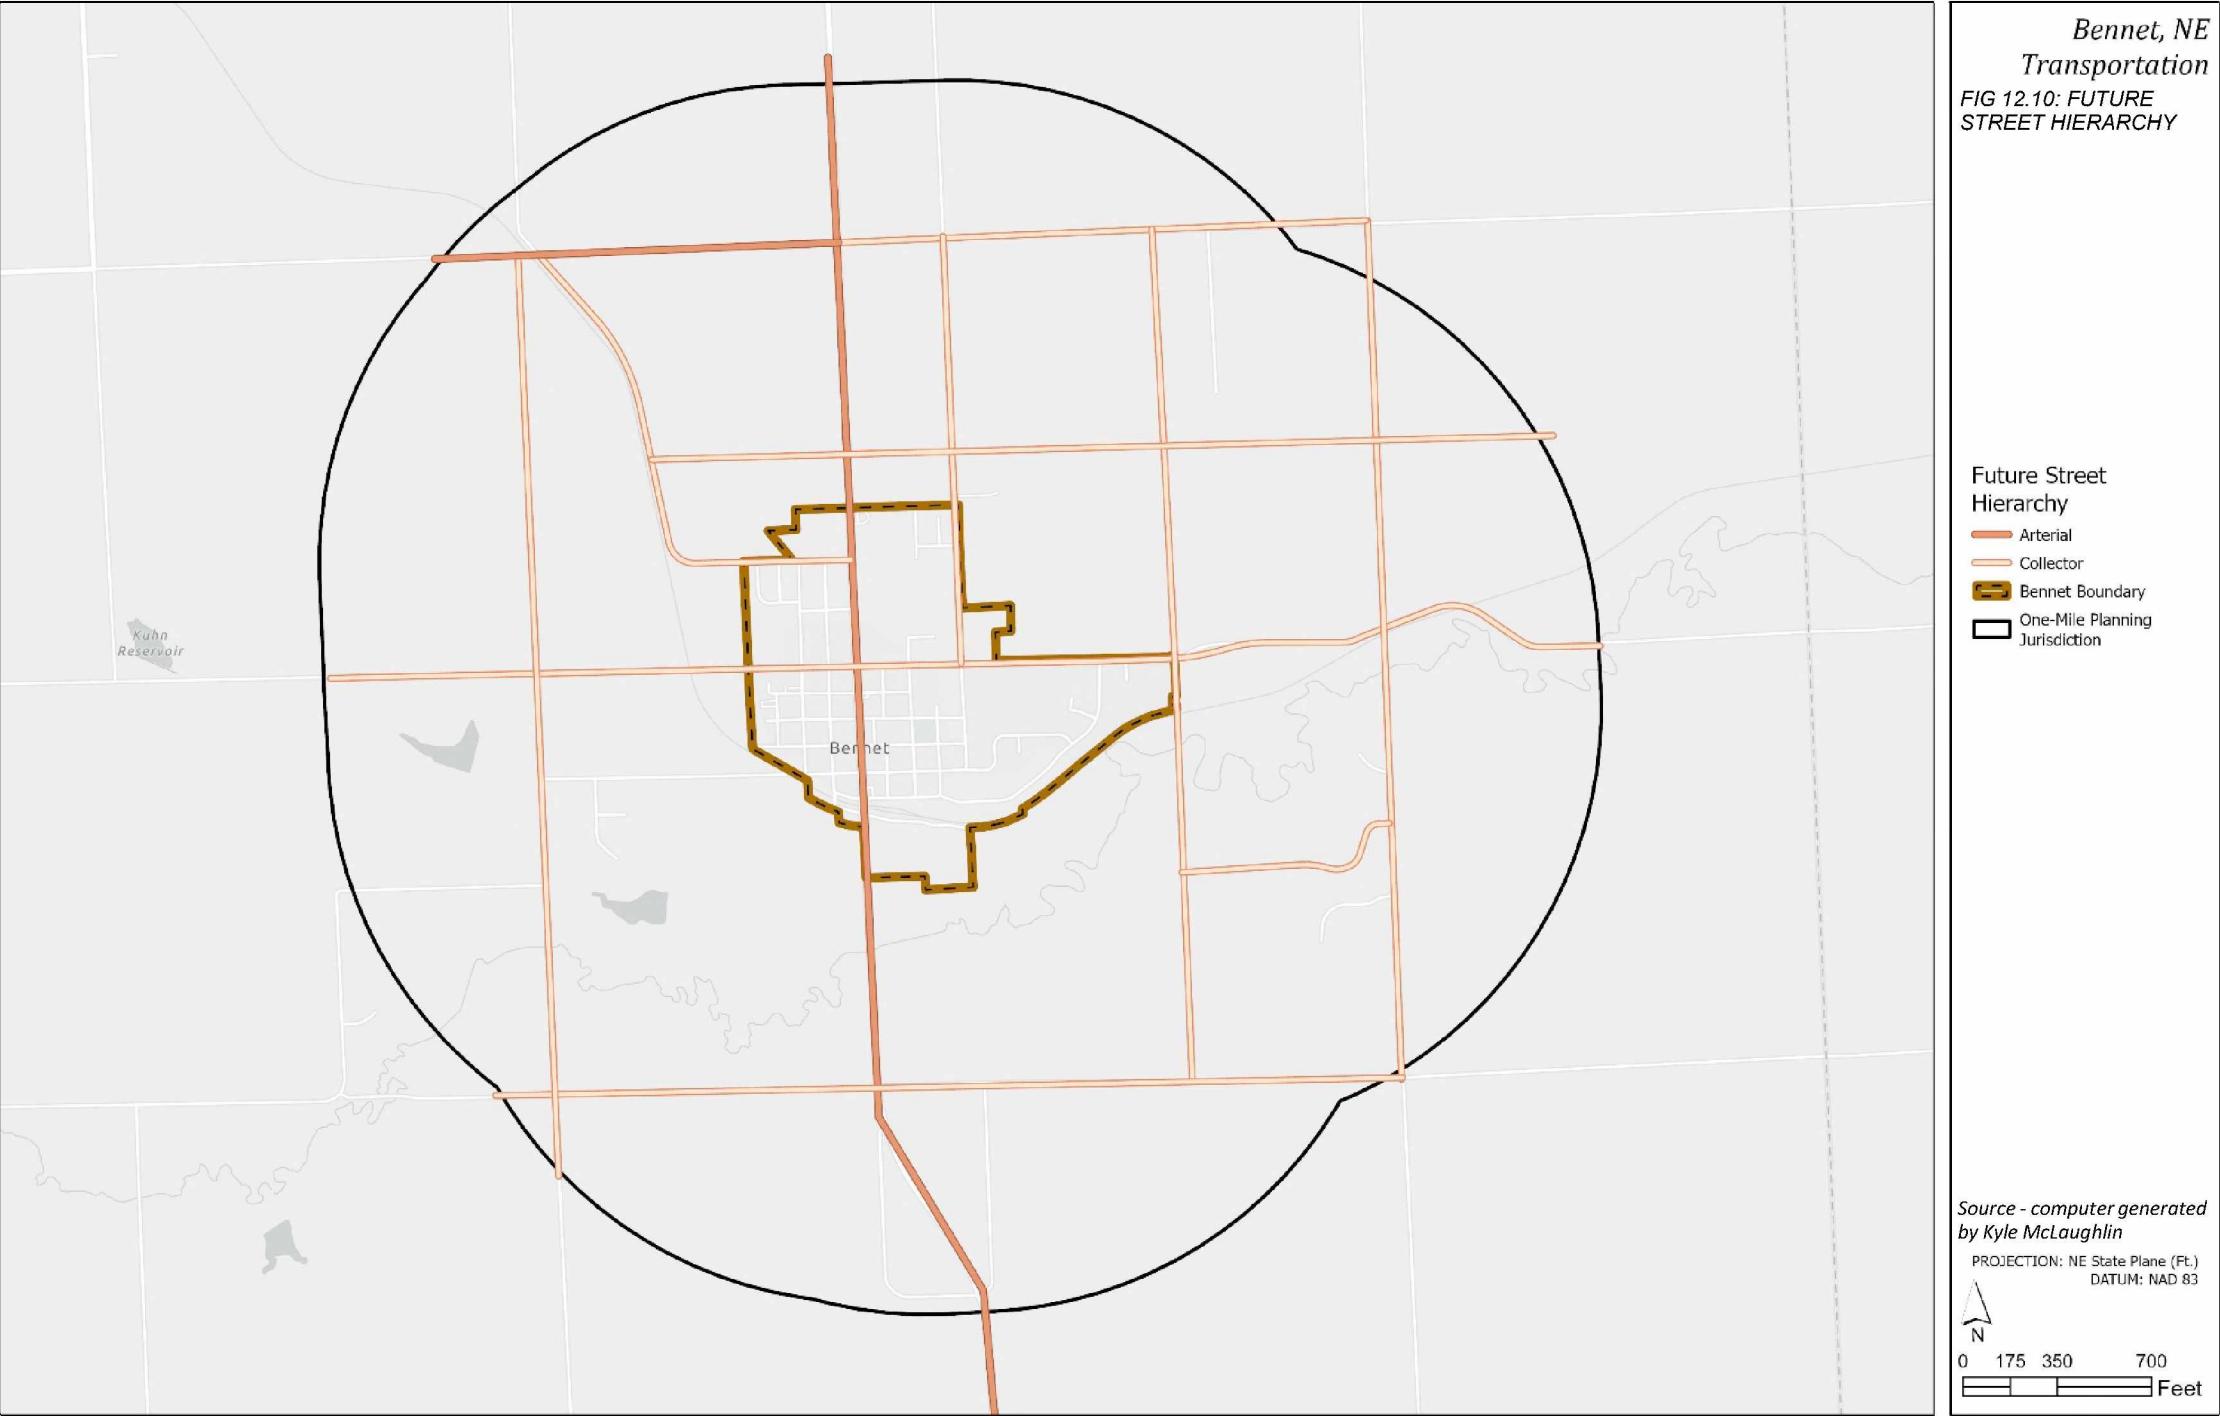 Bennet, NE
Transportation
FIG 12.10: FUTURE
STREET HIERARCHY
Future Street
Hierarchy
Arterial
Collector
Bennet Boundary
One-Mile Planning
Jurisdiction
Kuhn
Reservoir
Bennet
Source - computer generated
by Kyle McLaughlin
PROJECTION: NE State Plane (Ft.)
DATUM: NAD 83
N
0 175 350 700
Feet